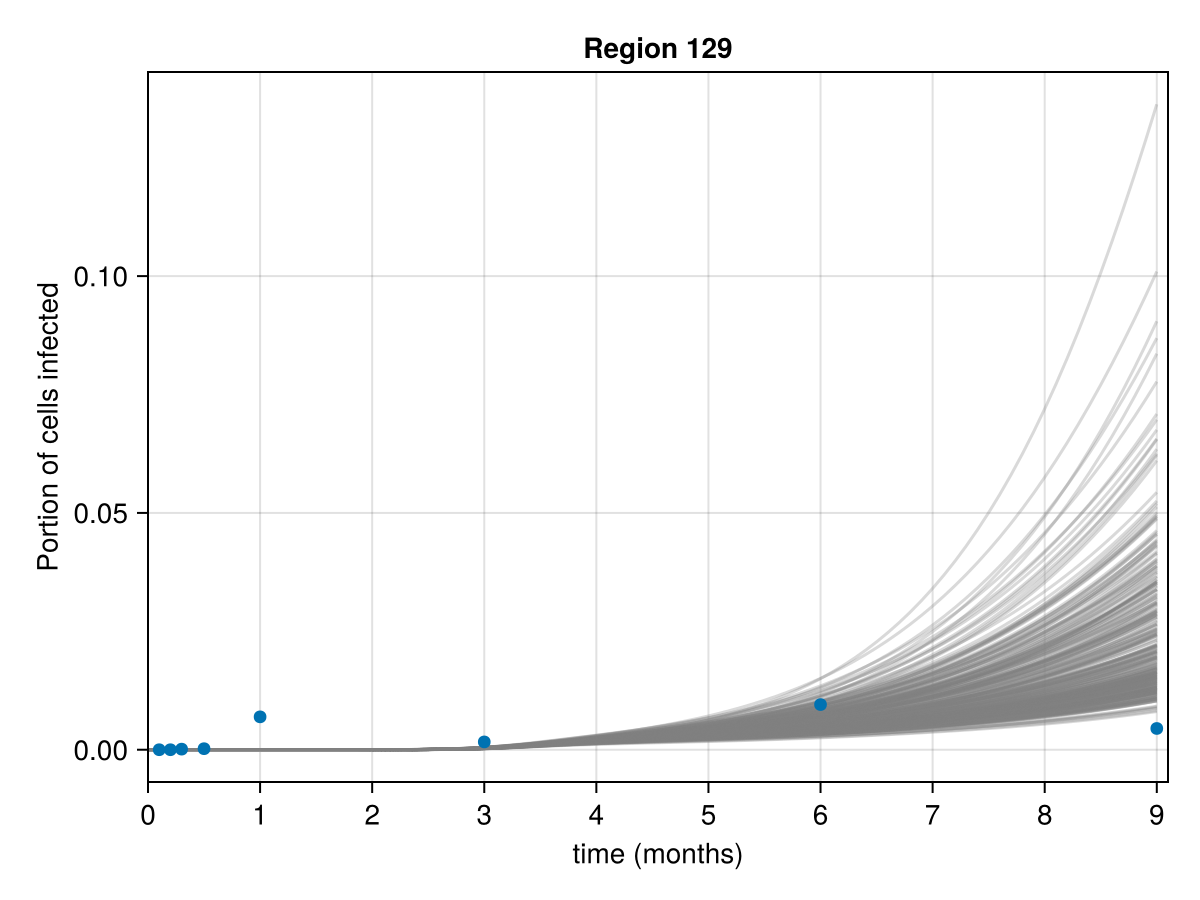 Region 129
Portion of cells infected
0.10
0.05
0.00
0 1 2 3 4 5 6 7 8 9
time (months)